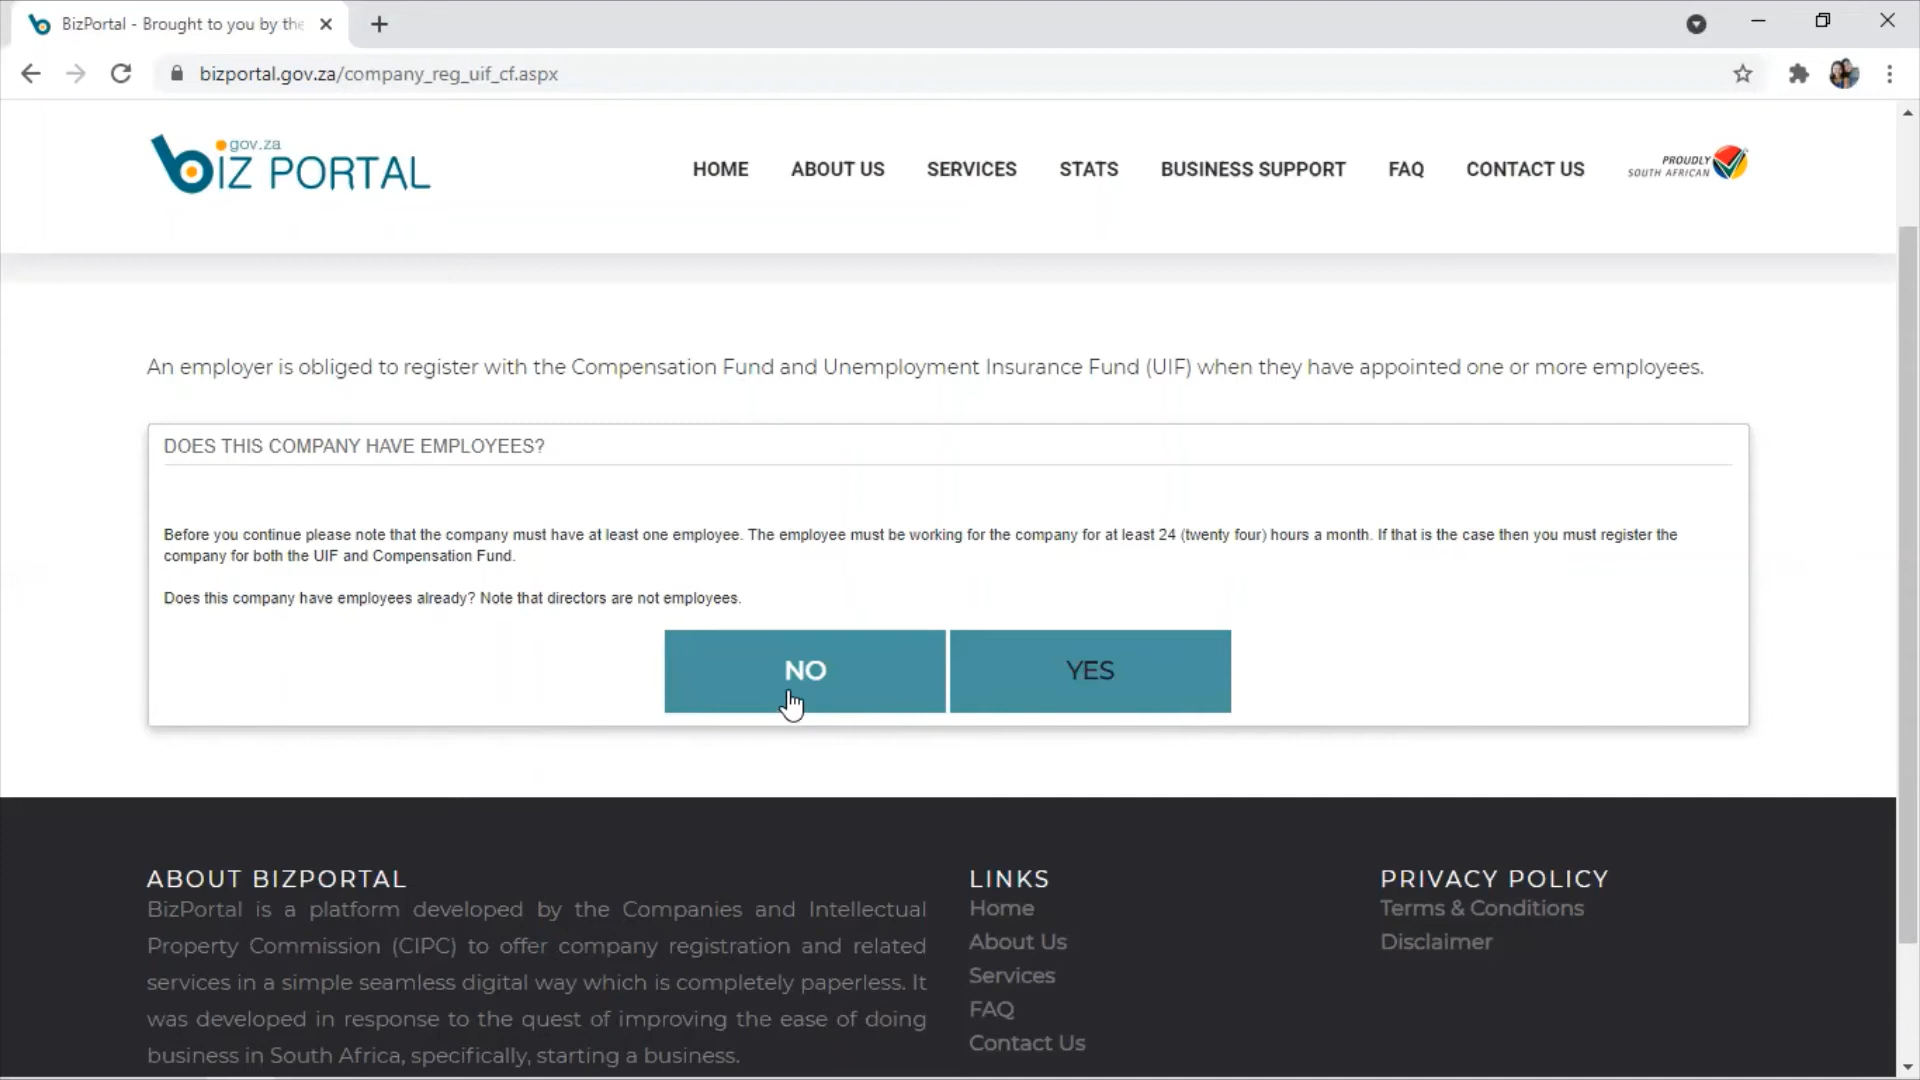 BizPortal - Brought to you by the
bizportal.gov.za/company_reg_uif_cf.aspx
gov.za
biz PORTAL
HOME
ABOUT US
SERVICES
STATS
BUSINESS SUPPORT
FAQ
CONTACT US
PROUDLY
SOUTH AFRICAN
An employer is obliged to register with the Compensation Fund and Unemployment Insurance Fund (UIF) when they have appointed one or more employees.
DOES THIS COMPANY HAVE EMPLOYEES?
Before you continue please note that the company must have at least one employee. The employee must be working for the company for at least 24 (twenty four) hours a month. If that is the case then you must register the
company for both the UIF and Compensation Fund.
Does this company have employees already? Note that directors are not employees.
NO
YES
ABOUT BIZPORTAL
BizPortal is a platform developed by the Companies and Intellectual
Property Commission (CIPC) to offer company registration and related
services in a simple seamless digital way which is completely paperless. It
was developed in response to the quest of improving the ease of doing
business in South Africa, specifically, starting a business.
LINKS
Home
About Us
Services
FAQ
Contact Us
PRIVACY POLICY
Terms & Conditions
Disclaimer